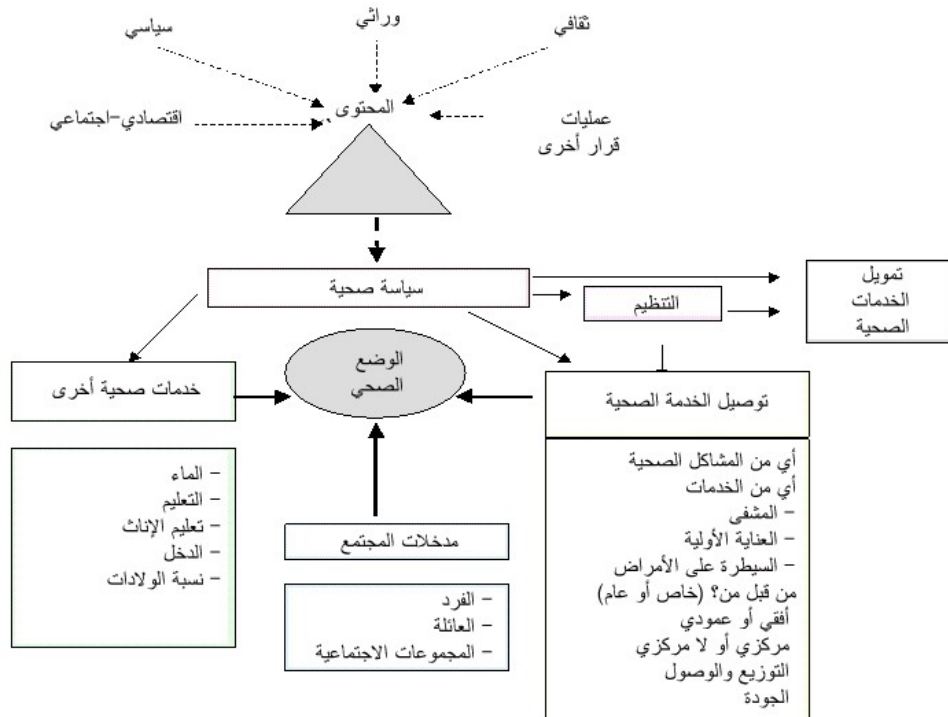 ثقافي
وراثي
سياسي
المحتوى
عمليات
قرار أخرى
اقتصادي-اجتماعي
سياسة صحية
تمويل
الخدمات
الصحية
التنظيم
الوضع
الصحي
توصيل الخدمة الصحية
خدمات صحية أخرى
أي من المشاكل الصحية
أي من الخدمات
- المشفى
- العناية الأولية
- السيطرة على الأمراض
من قبل من؟ (خاص أو عام)
أفقي أو عمودي
مركزي أو لا مركزي
التوزيع والوصول
الجودة
مدخلات المجتمع
- الفرد
- العائلة
- المجموعات الاجتماعية
- الماء
- التعليم
- تعليم الإناث
- الدخل
- نسبة الولادات